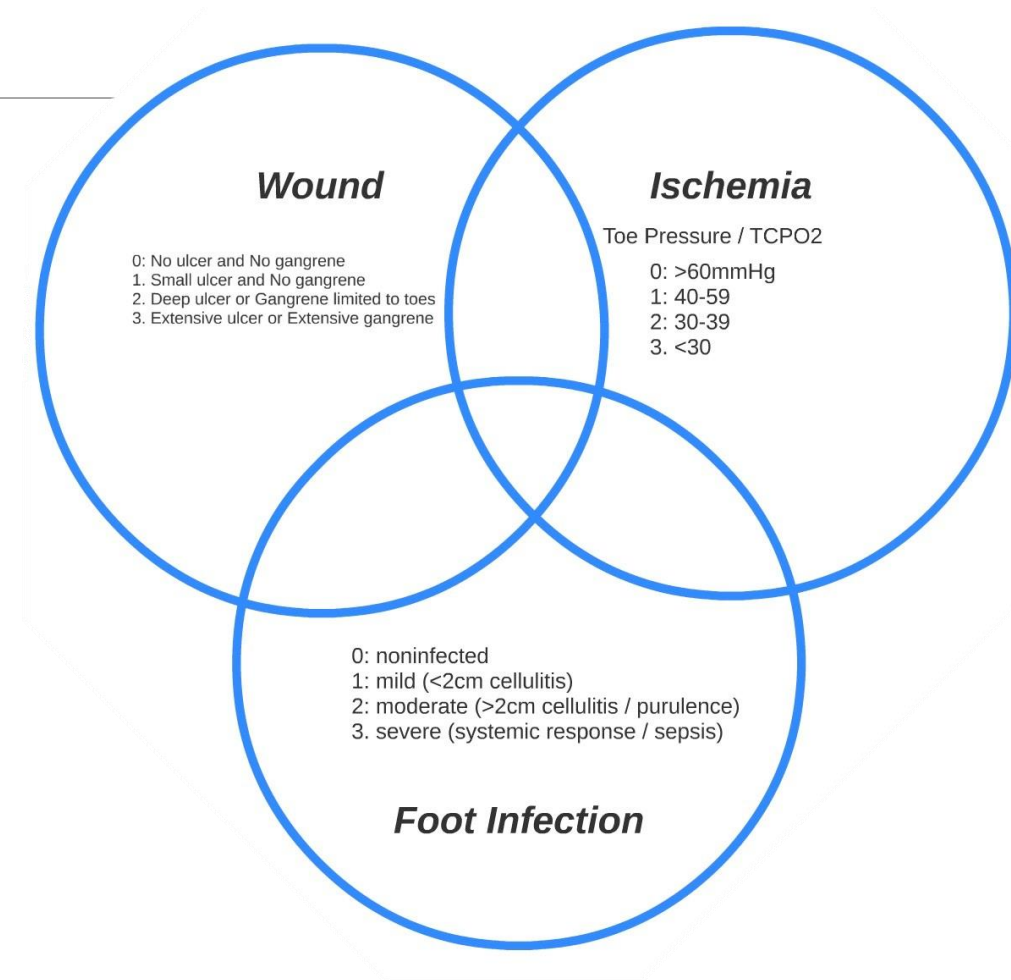 Wound
0: No ulcer and No gangrene
1. Small ulcer and No gangrene
2. Deep ulcer or Gangrene limited to toes
3. Extensive ulcer or Extensive gangrene
Ischemia
Toe Pressure / TCPO2
0: >60mmHg
1: 40-59
2: 30-39
3. <30
0: noninfected
1: mild (<2cm cellulitis)
2: moderate (>2cm cellulitis / purulence)
3. severe (systemic response / sepsis)
Foot Infection